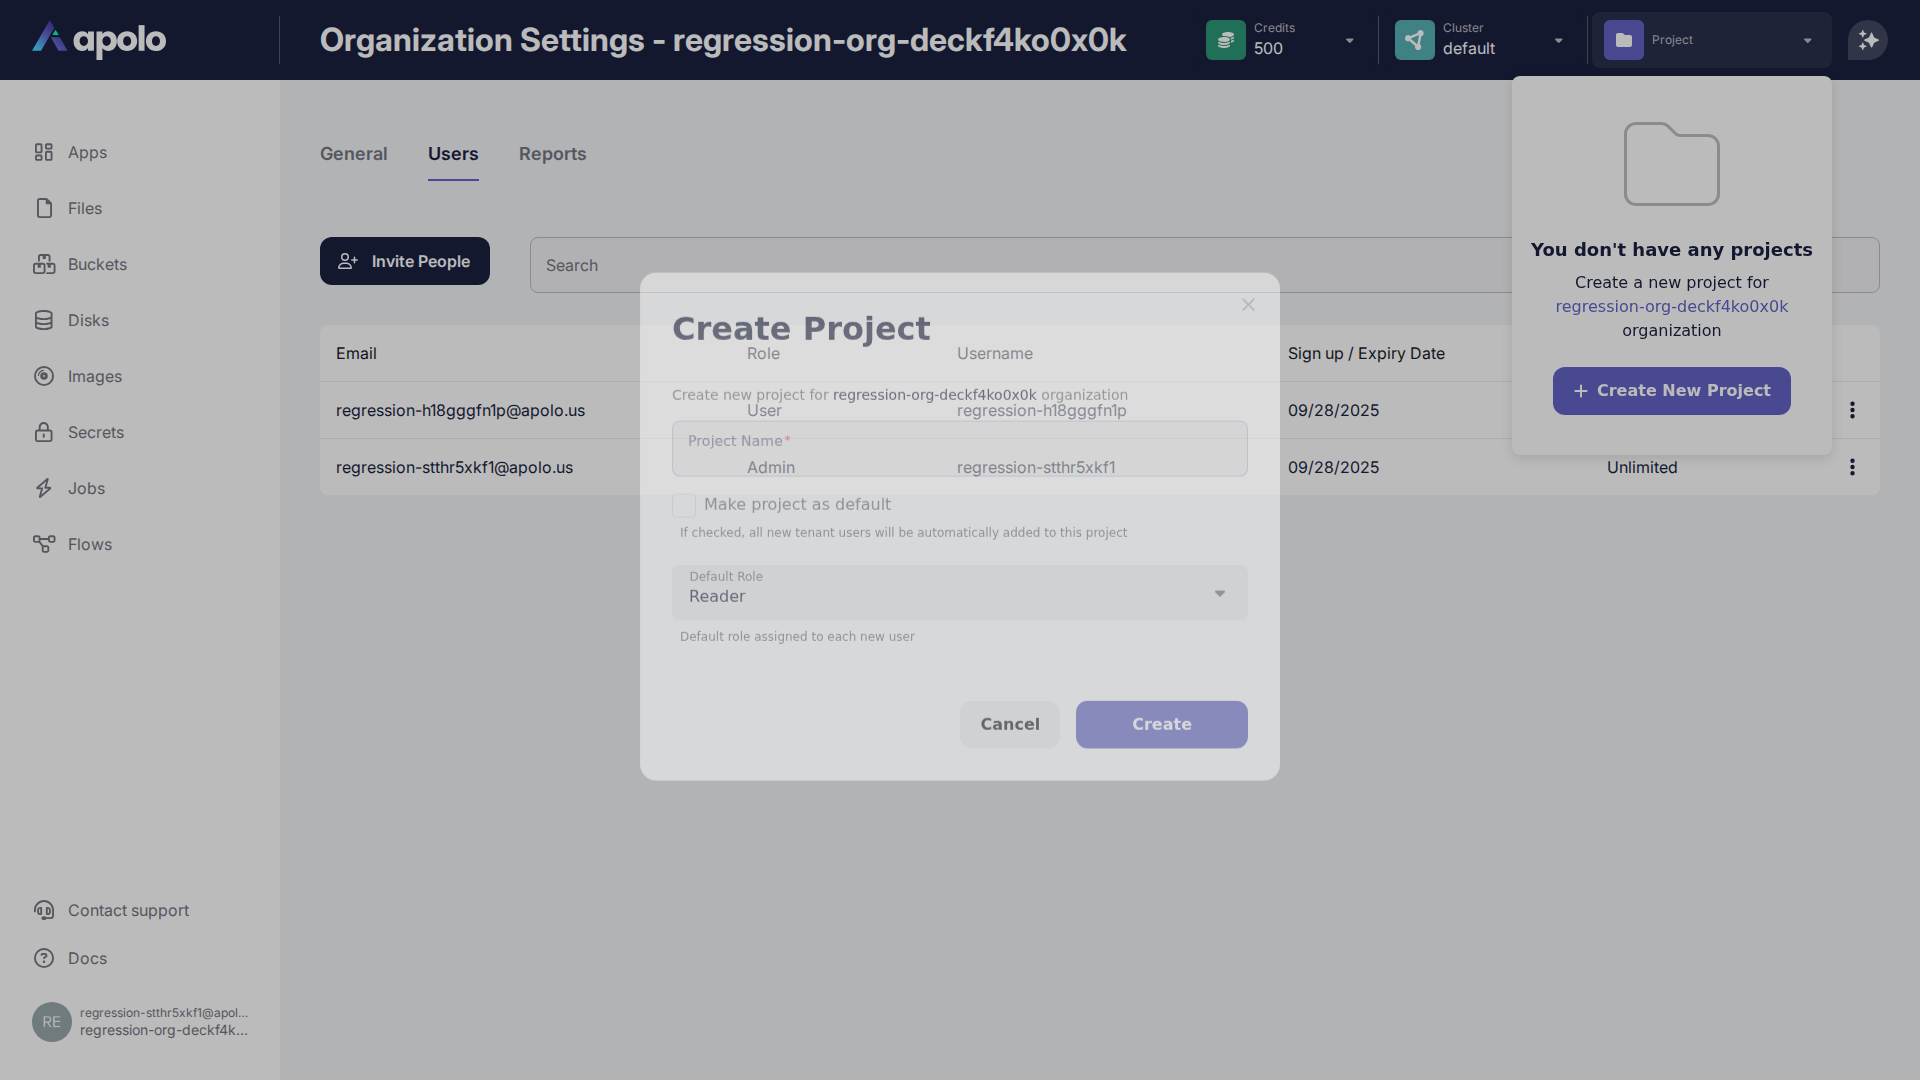 apolo
Organization Settings - regression-org-deckf4ko0x0k
Credits
500
Cluster
default
Project
Apps
Files
Buckets
Disks
Images
Secrets
Jobs
Flows
Contact support
Docs
RE
regression-stthr5xkf1@apol...
regression-org-deckf4k...
General
Users
Reports
Invite People
Search
Email
Role
Username
Sign up / Expiry Date
regression-h18gggfn1p@apolo.us
User
regression-h18gggfn1p
09/28/2025
regression-stthr5xkf1@apolo.us
Admin
regression-stthr5xkf1
09/28/2025
Unlimited
You don't have any projects
Create a new project for
regression-org-deckf4ko0x0k
organization
Create New Project
Create Project
Create new project for regression-org-deckf4ko0x0k organization
Project Name*
Make project as default
If checked, all new tenant users will be automatically added to this project
Default Role
Reader
Default role assigned to each new user
Cancel
Create